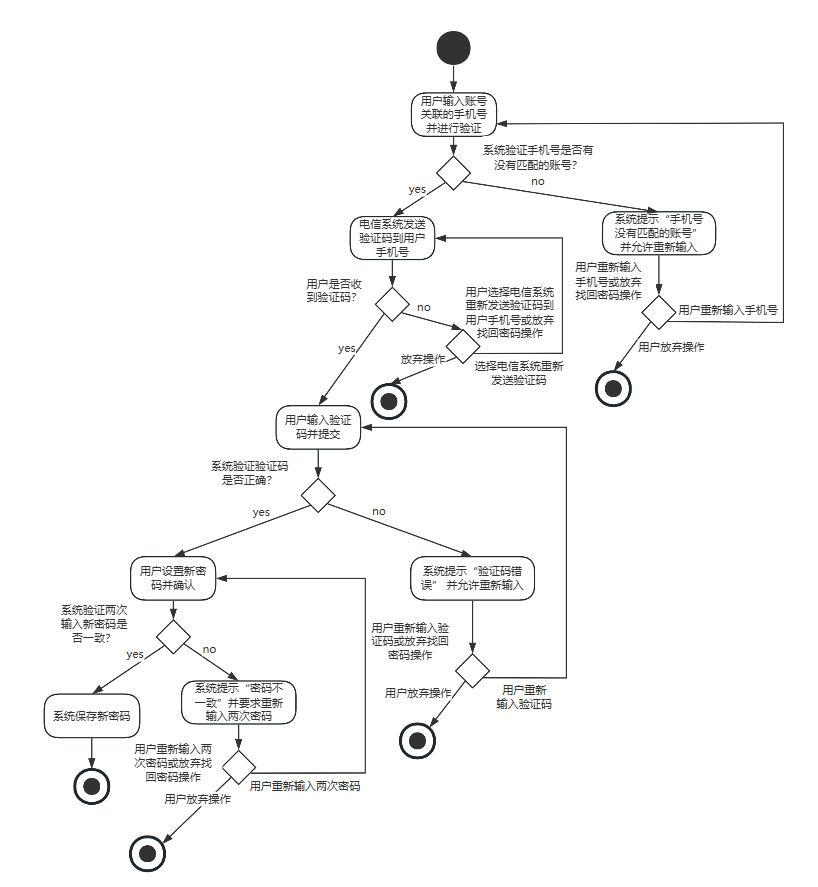 用户输入账号
关联的手机号
并进行验证
系统验证手机号是否有
没有匹配的账号?
yes
no
电信系统发送
验证码到用户
手机号
系统提示“手机号
没有匹配的账号”
并允许重新输入
用户是否收
到验证码?
no
用户选择电信系统
重新发送验证码到
用户手机号或放弃
找回密码操作
用户重新输入
手机号或放弃
找回密码操作
用户重新输入手机号
yes
放弃操作
选择电信系统重新
发送验证码
用户放弃操作
用户输入验证
码并提交
系统验证验证码
是否正确?
yes
no
用户设置新密
码并确认
系统提示“验证码错
误” 并允许重新输入
系统验证两次
输入新密码是
否一致?
yes
no
用户重新输入验
证码或放弃找回
密码操作
用户放弃操作
用户重新
输入验证码
系统保存新密码
系统提示“密码不
一致”并要求重新
输入两次密码
用户重新输入两
次密码或放弃找
回密码操作
用户重新输入两次密码
用户放弃操作